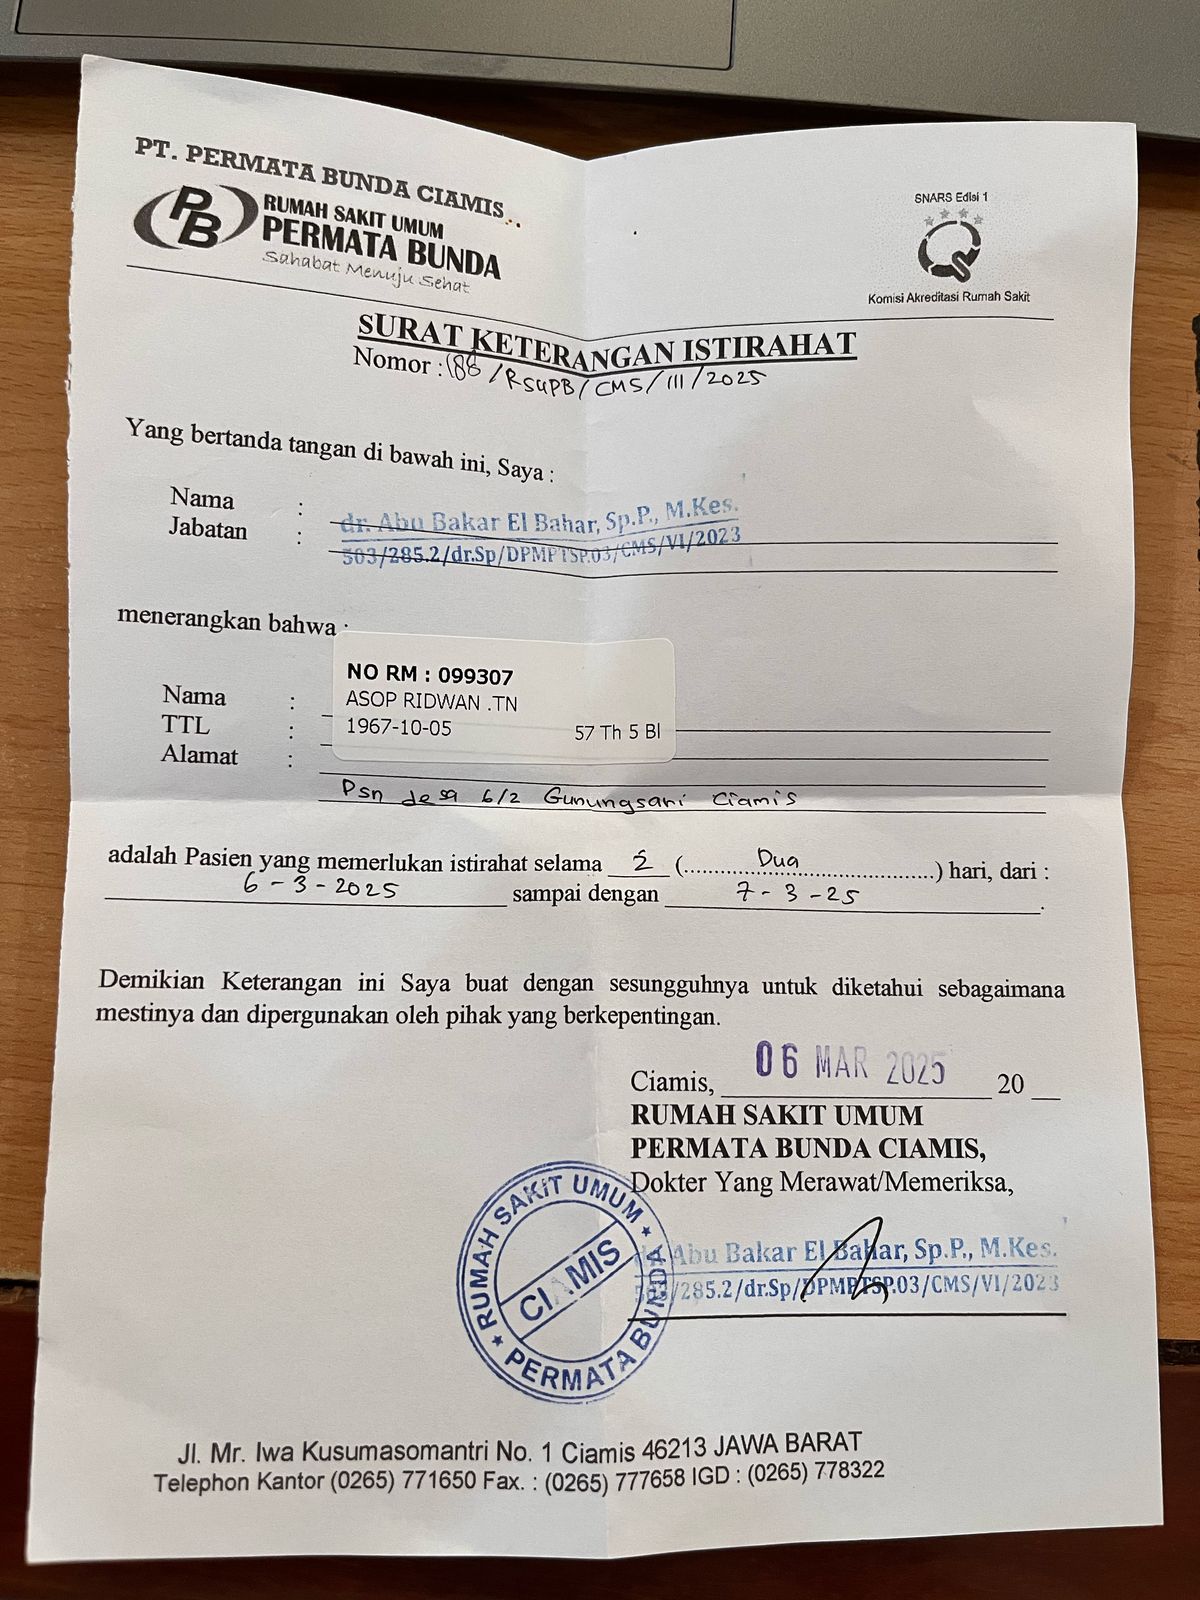 PT. PERMATA BUNDA CIAMIS
PB
RUMAH SAKIT UMUM
PERMATA BUNDA
Sahabat Menuju Sehat
SNARS Edisi 1
Komisi Akreditasi Rumah Sakit
SURAT KETERANGAN ISTIRAHAT
Nomor : 188/RSUPB/CMS/III/2025
Yang bertanda tangan di bawah ini, Saya :
Nama : dr. Abu Bakar El Bahar, Sp.P., M.Kes.
Jabatan : 503/285.2/dr.Sp/DPMPTSP.03/CMS/VI/2023
menerangkan bahwa :
NO RM : 099307
Nama : ASOP RIDWAN .TN
TTL : 1967-10-05 57 Th 5 Bl
Alamat :
Psn desa 6/2 Gunungsari Ciamis
adalah Pasien yang memerlukan istirahat selama 2 (Dua) hari, dari :
6 - 3 - 2025 sampai dengan 7 - 3 - 25.
Demikian Keterangan ini Saya buat dengan sesungguhnya untuk diketahui sebagaimana
mestinya dan dipergunakan oleh pihak yang berkepentingan.
Ciamis, 06 MAR 2025 20
RUMAH SAKIT UMUM
PERMATA BUNDA CIAMIS,
Dokter Yang Merawat/Memeriksa,
dr. Abu Bakar El Bahar, Sp.P., M.Kes.
503/285.2/dr.Sp/DPMPTSP.03/CMS/VI/2023
RUMAH SAKIT UMUM
CIAMIS
PERMATA BUNDA
Jl. Mr. Iwa Kusumasomantri No. 1 Ciamis 46213 JAWA BARAT
Telephon Kantor (0265) 771650 Fax. : (0265) 777658 IGD : (0265) 778322